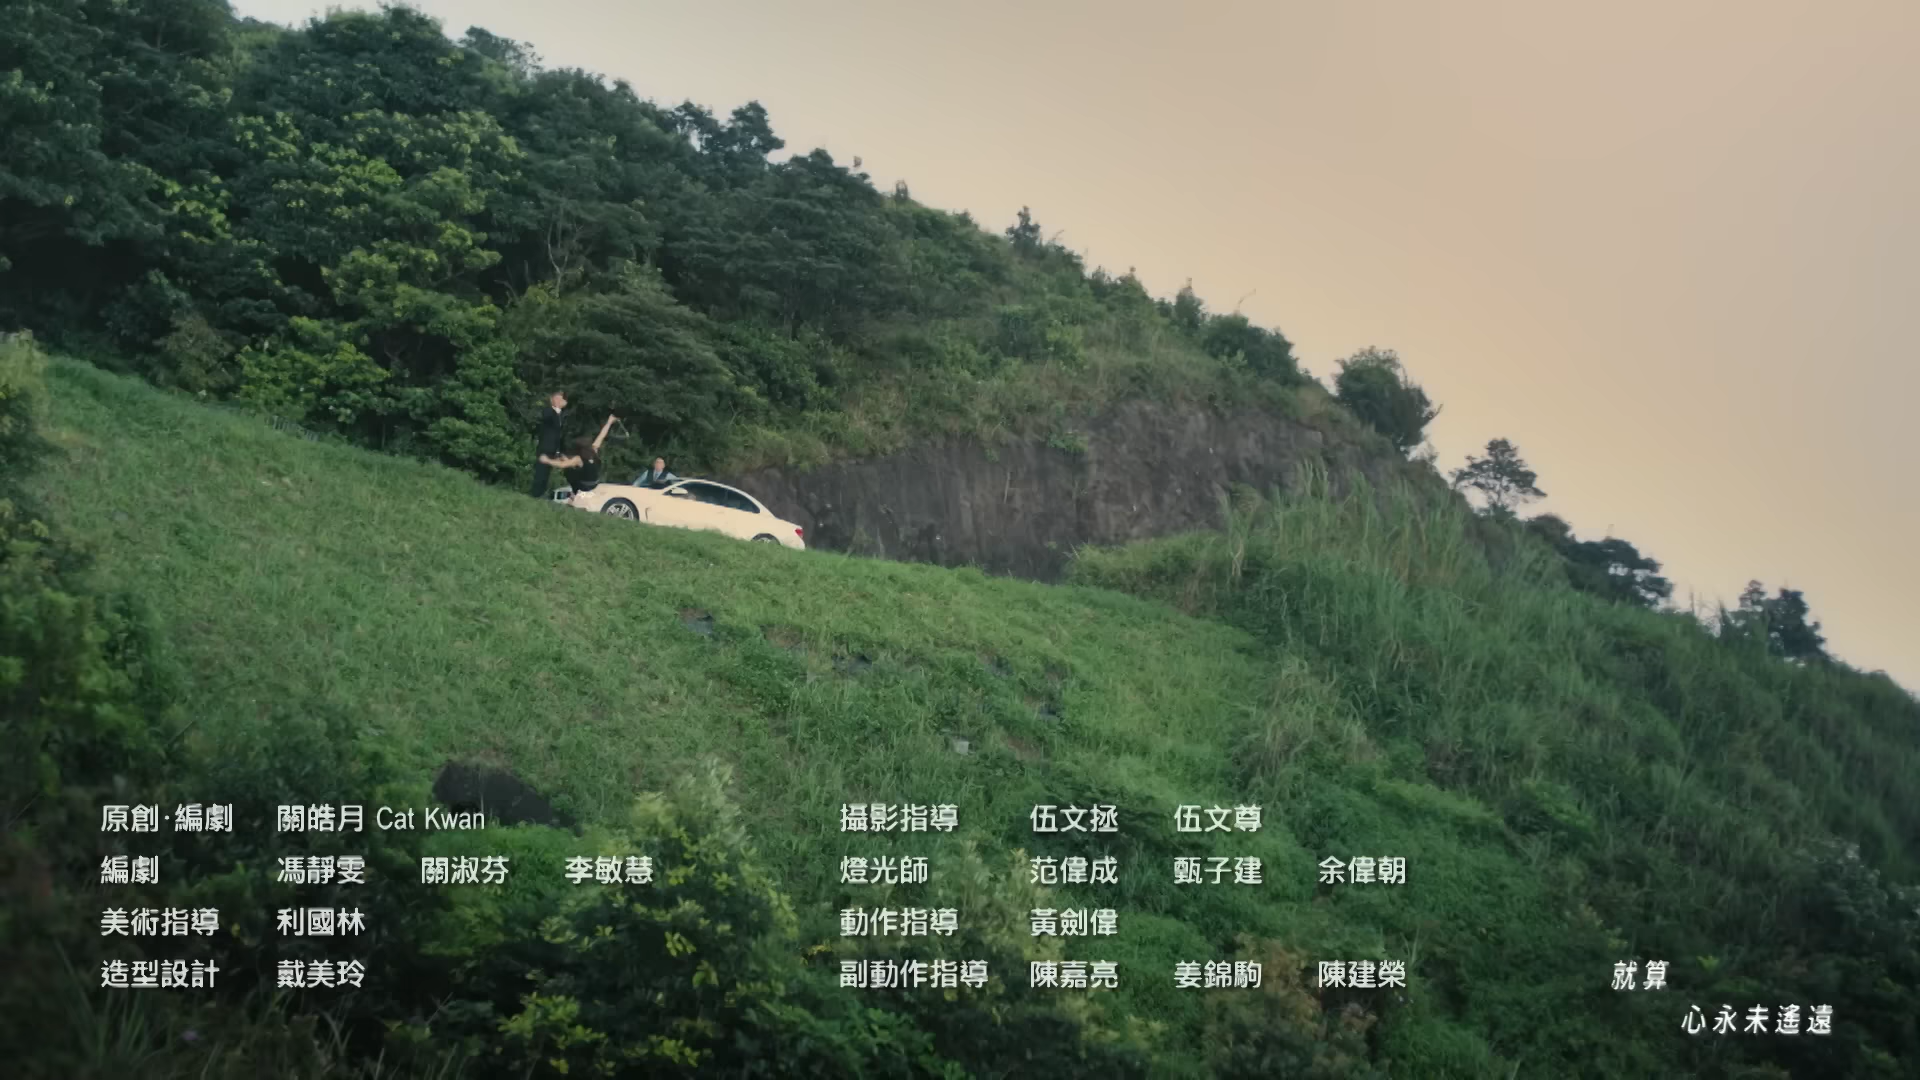 原創·編劇 關皓月 Cat Kwan
編劇 馮靜雯 關淑芬 李敏慧
美術指導 利國林
造型設計 戴美玲
攝影指導 伍文拯 伍文尊
燈光師 范偉成 甄子建 余偉朝
動作指導 黃劍偉
副動作指導 陳嘉亮 姜錦駒 陳建榮
就算
心永未遙遠